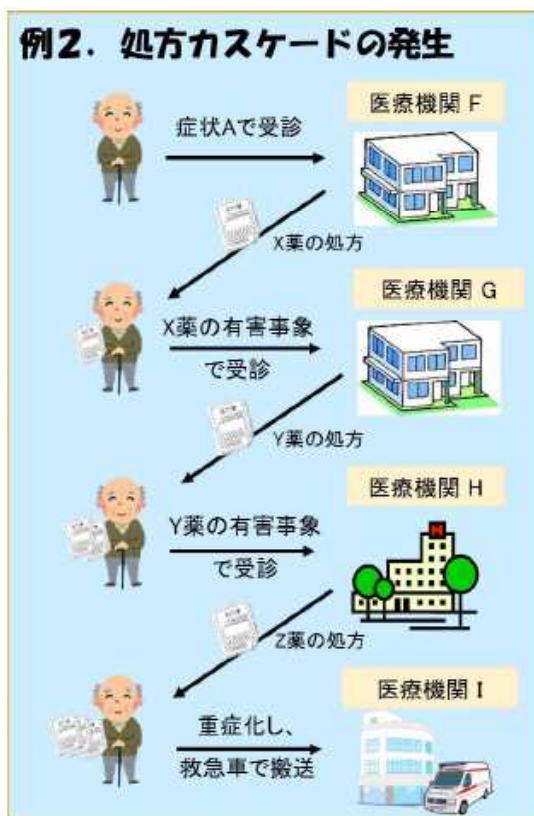 例2. 処方カスケードの発生
医療機関 F
症状Aで受診
X薬の処方
医療機関 G
X薬の有害事象
で受診
Y薬の処方
医療機関 H
Y薬の有害事象
で受診
H
Z薬の処方
医療機関 I
重症化し、
救急車で搬送